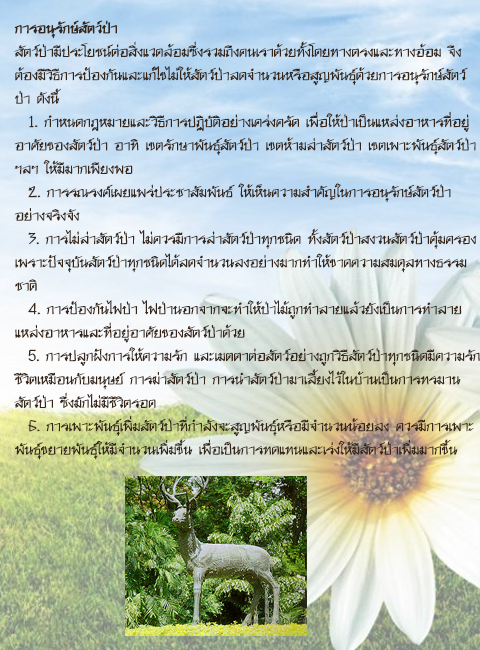 การอนุรักษ์สัตว์ป่า
สัตว์ป่ามีประโยชน์ต่อสิ่งแวดล้อมซึ่งรวมถึงคนเราด้วยทั้งโดยทางตรงและทางอ้อม จึง
ต้องมีวิธีการป้องกันและแก้ไขไม่ให้สัตว์ป่าลดจำนวนหรือสูญพันธุ์ด้วยการอนุรักษ์สัตว์
ป่า ดังนี้
1. กำหนดกฎหมายและวิธีการปฏิบัติอย่างเคร่งครัด เพื่อให้ป่าเป็นแหล่งอาหารที่อยู่
อาศัยของสัตว์ป่า อาทิ เขตรักษาพันธุ์สัตว์ป่า เขตห้ามล่าสัตว์ป่า เขตเพาะพันธุ์สัตว์ป่า
ฯลฯ ให้มีมากเพียงพอ
2. การรณรงค์เผยแพร่ประชาสัมพันธ์ ให้เห็นความสำคัญในการอนุรักษ์สัตว์ป่า
อย่างจริงจัง
3. การไม่ล่าสัตว์ป่า ไม่ควรมีการล่าสัตว์ป่าทุกชนิด ทั้งสัตว์ป่าสงวนสัตว์ป่าคุ้มครอง
เพราะปัจจุบันสัตว์ป่าทุกชนิดได้ลดจำนวนลงอย่างมากทำให้ขาดความสมดุลทางธรรม
ชาติ
4. การป้องกันไฟป่า ไฟป่านอกจากจะทำให้ป่าไม้ถูกทำลายแล้วยังเป็นการทำลาย
แหล่งอาหารและที่อยู่อาศัยของสัตว์ป่าด้วย
5. การปลูกฝังการให้ความรัก และเมตตาต่อสัตว์อย่างถูกวิธีสัตว์ป่าทุกชนิดมีความรัก
ชีวิตเหมือนกับมนุษย์ การฆ่าสัตว์ป่า การนำสัตว์ป่ามาเลี้ยงไว้ในบ้านเป็นการทรมาน
สัตว์ป่า ซึ่งมักไม่มีชีวิตรอด
6. การเพาะพันธุ์เพิ่มสัตว์ป่าที่กำลังจะสูญพันธุ์หรือมีจำนวนน้อยลง ควรมีการเพาะ
พันธุ์ขยายพันธุ์ให้มีจำนวนเพิ่มขึ้น เพื่อเป็นการทดแทนและเร่งให้มีสัตว์ป่าเพิ่มมากขึ้น